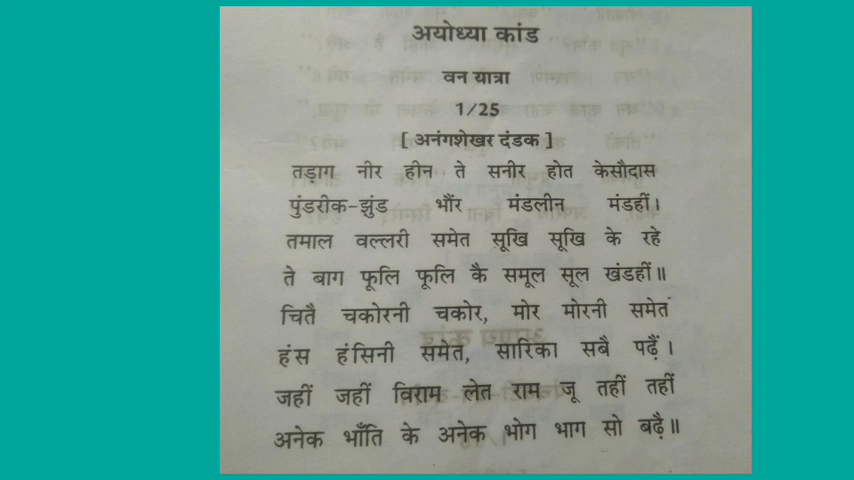 अयोध्या कांड
वन यात्रा
1/25
[ अनंगशेखर दंडक ]
तड़ाग नीर हीन ते सनीर होत केसौदास
पुंडरीक-झुंड भौंर मंडलीन मंडहीं।
तमाल वल्लरी समेत सूखि सूखि के रहे
ते बाग फूलि फूलि कै समूल सूल खंडहीं॥
चितै चकोरनी चकोर, मोर मोरनी समेत
हंस हंसिनी समेत, सारिका सबै पढ़ैं।
जहीं जहीं विराम लेत राम जू तहीं तहीं
अनेक भाँति के अनेक भोग भाग सो बढ़ै॥